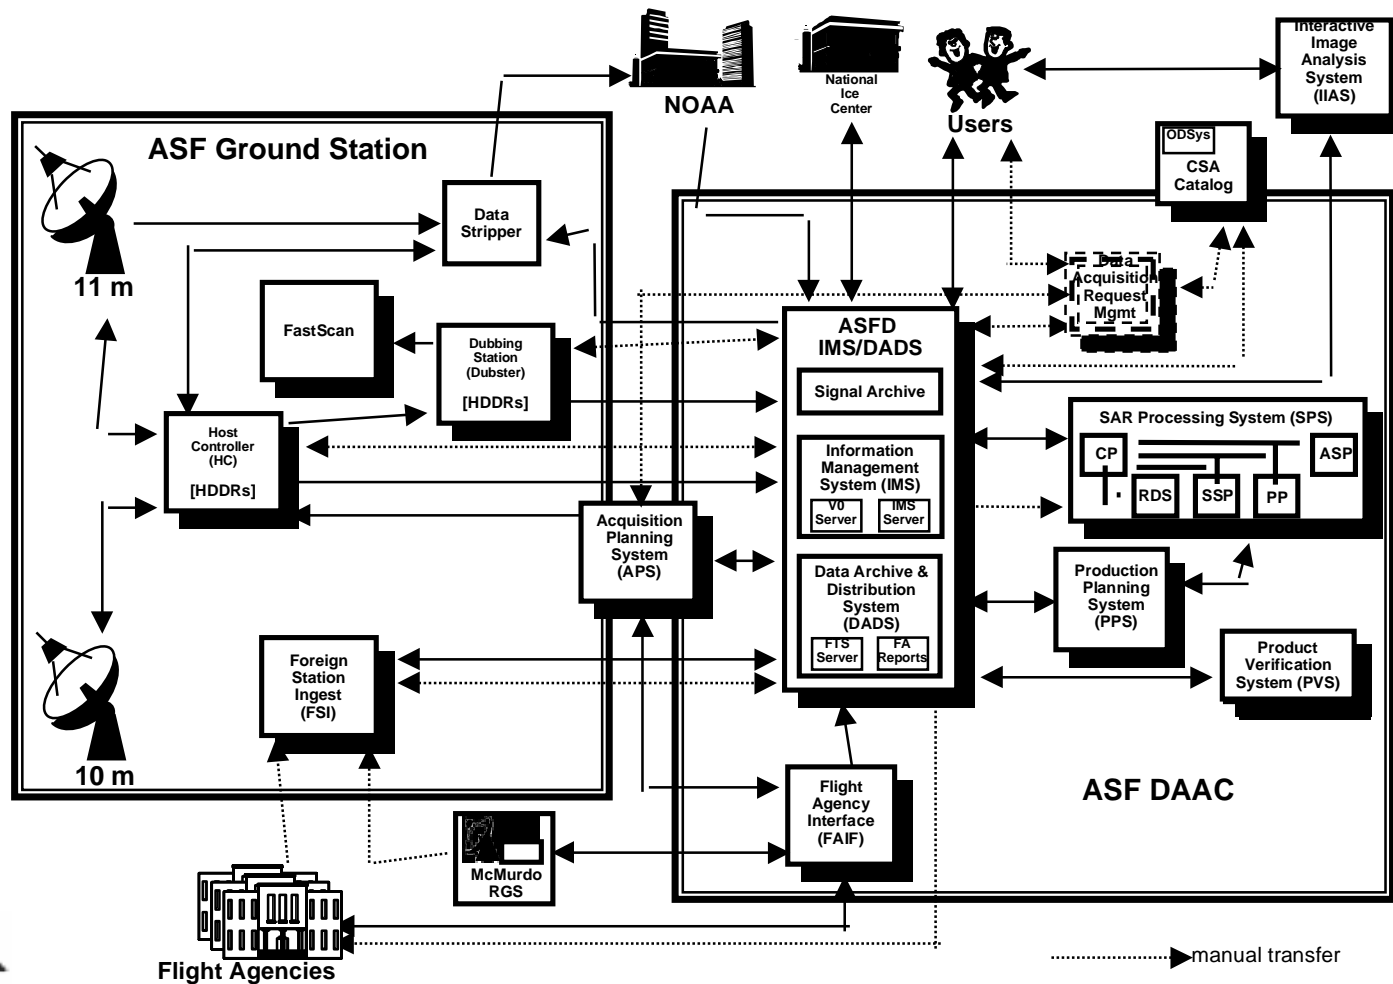 NOAA
National
Ice
Center
Users
Interactive
Image
Analysis
System
(IIAS)
ASF Ground Station
11 m
Data
Stripper
FastScan
Dubbing
Station
(Dubster)
[HDDRs]
Host
Controller
(HC)
[HDDRs]
Acquisition
Planning
System
(APS)
Foreign
Station
Ingest
(FSI)
10 m
ODSys
CSA
Catalog
Data
Acquisition
Request
Mgmt
ASFD
IMS/DADS
Signal Archive
Information
Management
System (IMS)
V0
Server
IMS
Server
Data Archive &
Distribution
System
(DADS)
FTS
Server
FA
Reports
SAR Processing System (SPS)
CP
RDS
SSP
PP
ASP
Production
Planning
System
(PPS)
Product
Verification
System (PVS)
Flight
Agency
Interface
(FAIF)
ASF DAAC
McMurdo
RGS
Flight Agencies
manual transfer